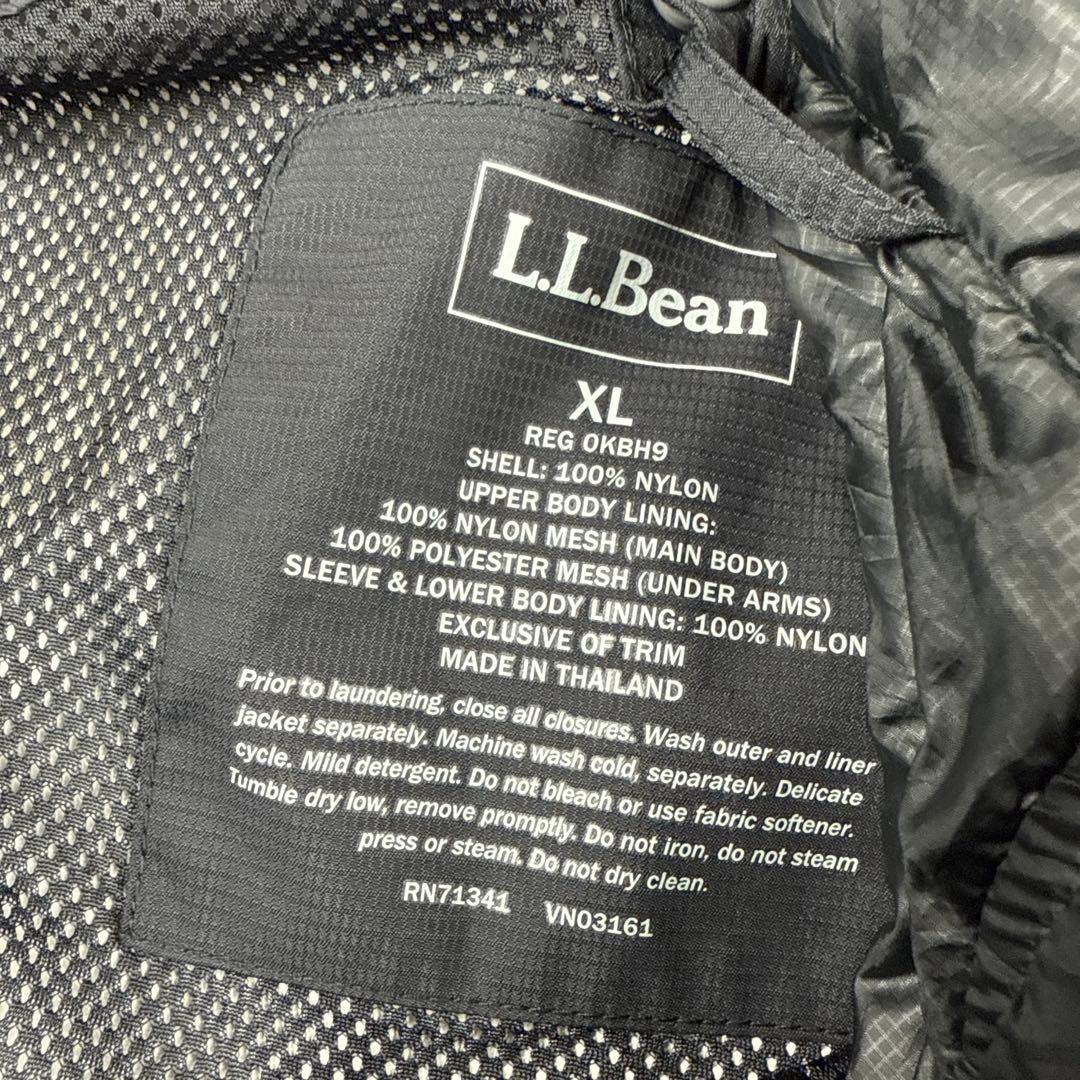 L.L.Bean
XL
REG 0KBH9
SHELL: 100% NYLON
UPPER BODY LINING:
100% NYLON MESH (MAIN BODY)
100% POLYESTER MESH (UNDER ARMS)
SLEEVE & LOWER BODY LINING: 100% NYLON
EXCLUSIVE OF TRIM
MADE IN THAILAND
Prior to laundering, close all closures. Wash outer and liner
jacket separately. Machine wash cold, separately. Delicate
cycle. Mild detergent. Do not bleach or use fabric softener.
Tumble dry low, remove promptly. Do not iron, do not steam
press or steam. Do not dry clean.
RN71341 VN03161